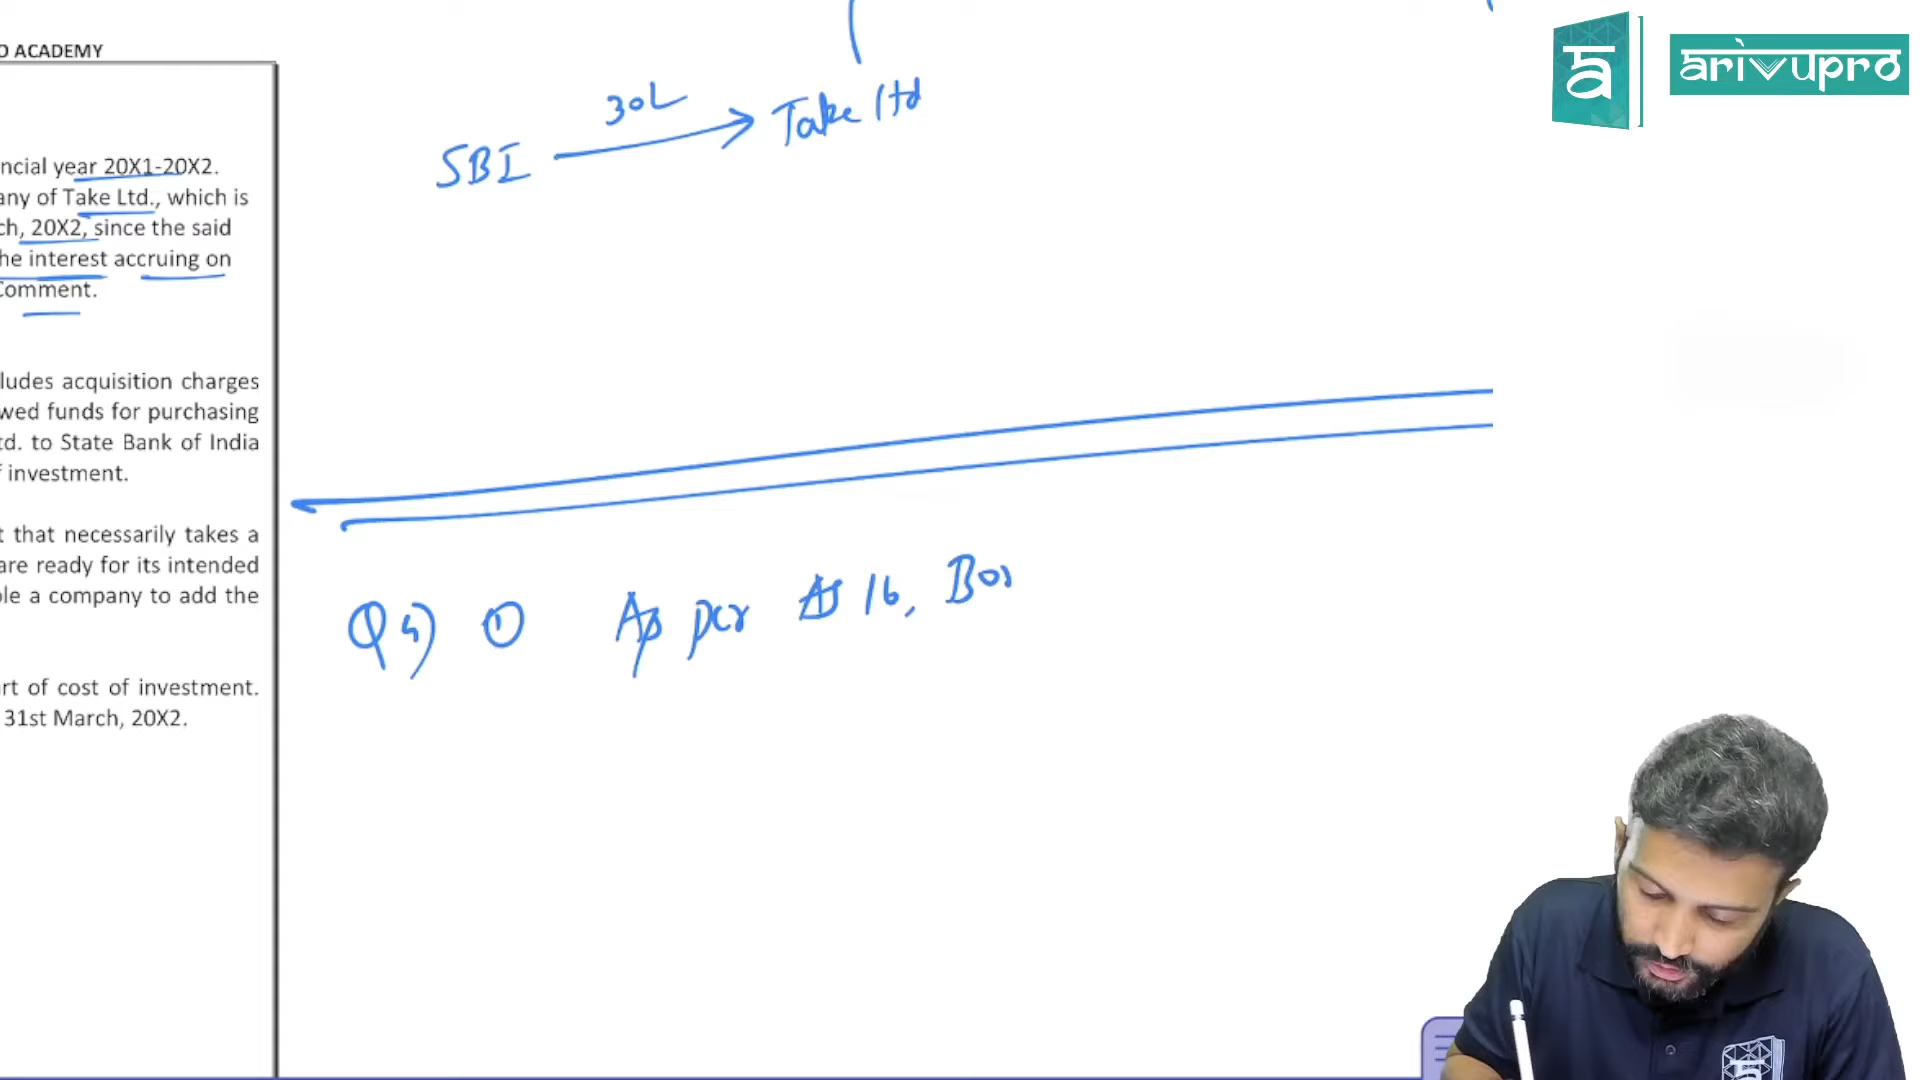 O ACADEMY
ncial year 20X1-20X2.
any of Take Ltd., which is
ch, 20X2, since the said
he interest accruing on
Comment.
ludes acquisition charges
wed funds for purchasing
td. to State Bank of India
f investment.
t that necessarily takes a
are ready for its intended
le a company to add the
rt of cost of investment.
31st March, 20X2.
30L
SBI → Take ltd
Q4) ① As per AS 16, Bor
a arivupro